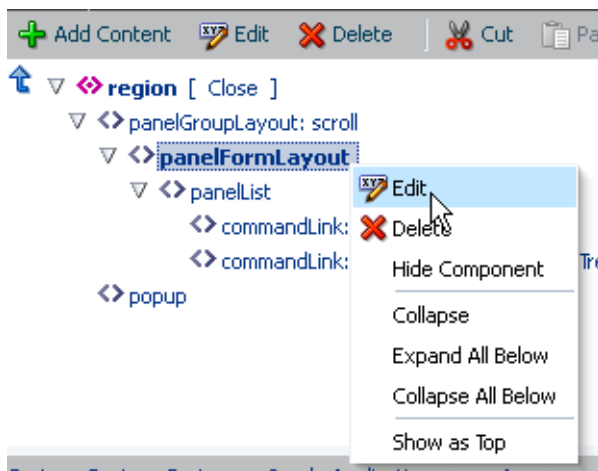 Add Content Edit Delete Cut
region [ Close ]
panelGroupLayout: scroll
panelFormLayout
panelList Edit
commandLink: Delete
commandLink: Hide Component
popup
Collapse
Expand All Below
Collapse All Below
Show as Top